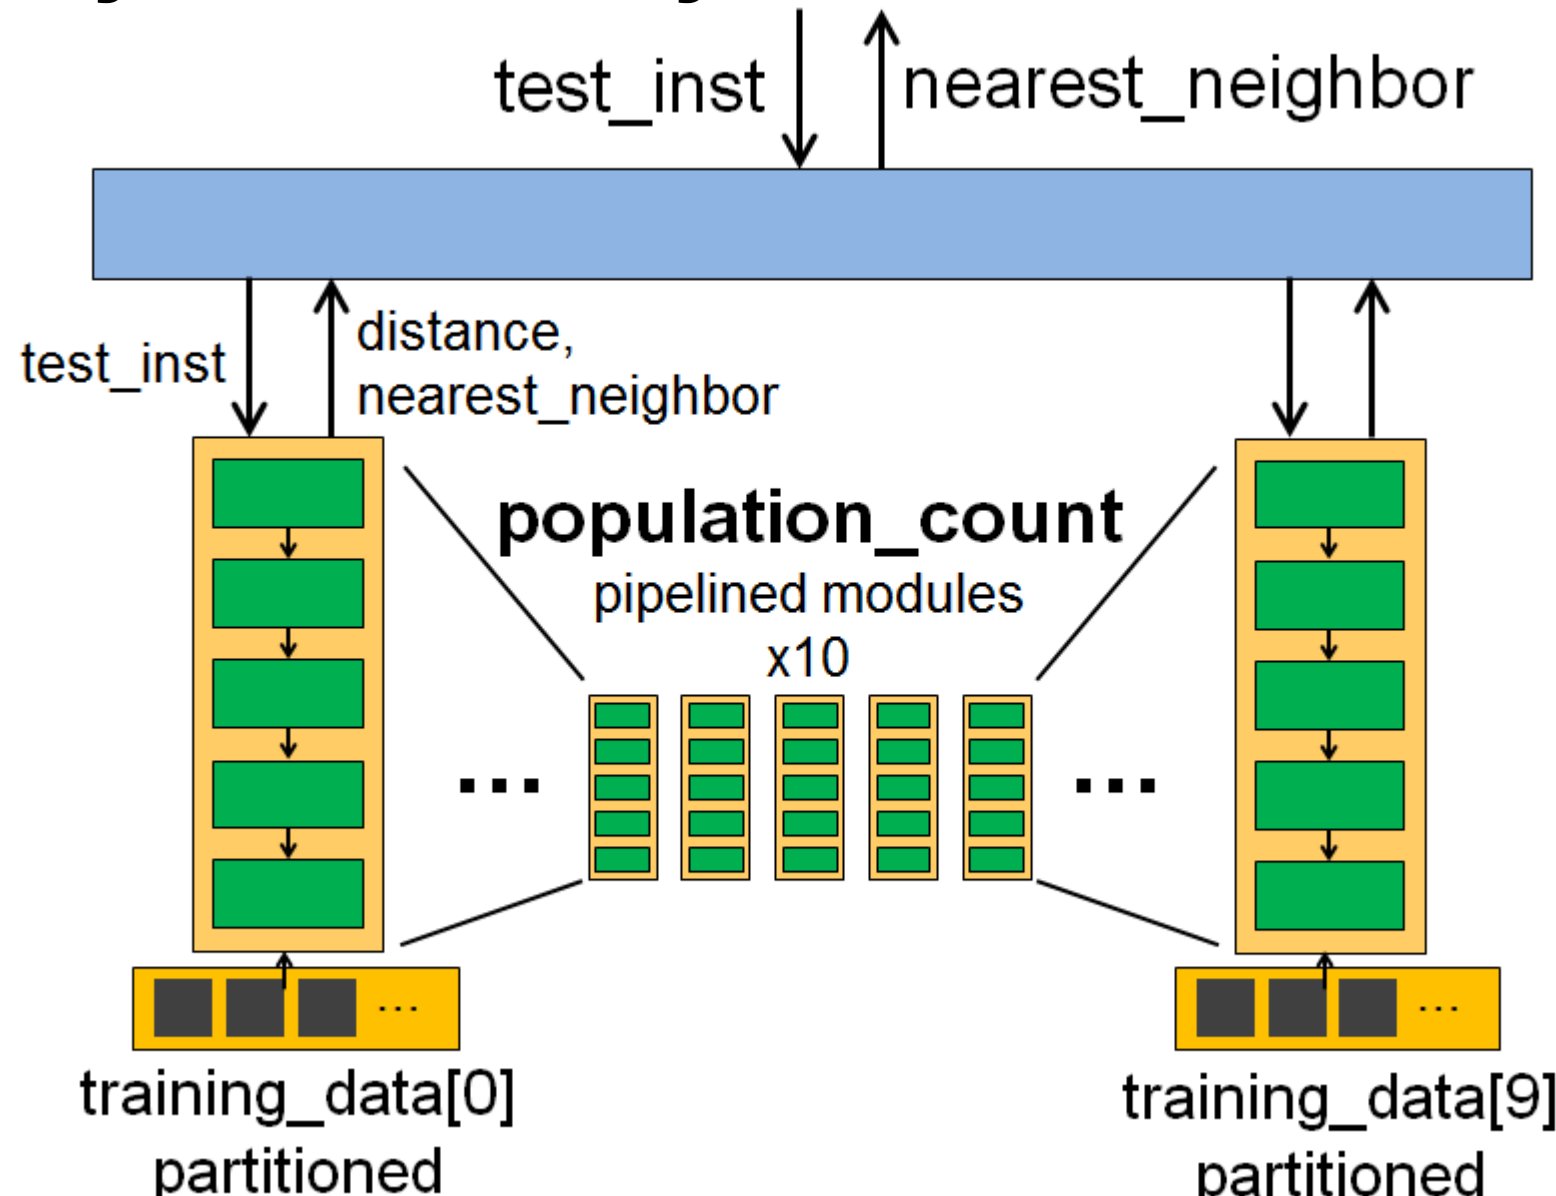 test_inst
nearest_neighbor
test_inst
distance,
nearest_neighbor
population_count
pipelined modules
x10
...
...
...
...
training_data[0]
partitioned
training_data[9]
partitioned